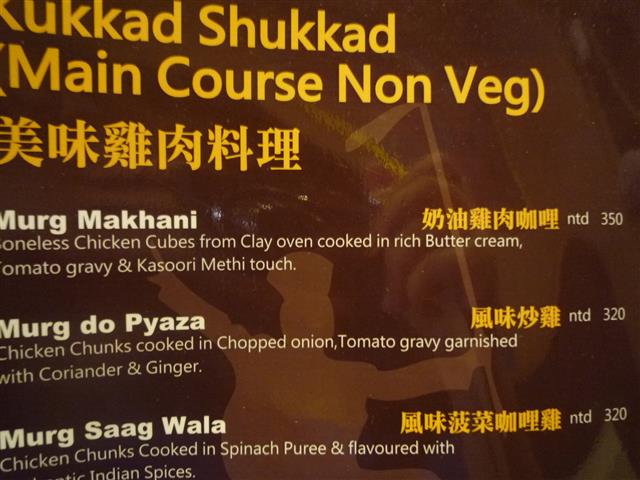 Kukkad Shukkad
(Main Course Non Veg)
美味雞肉料理
Murg Makhani 奶油雞肉咖哩 ntd 350
Boneless Chicken Cubes from Clay oven cooked in rich Butter cream,
Tomato gravy & Kasoori Methi touch.
Murg do Pyaza 風味炒雞 ntd 320
Chicken Chunks cooked in Chopped onion,Tomato gravy garnished
with Coriander & Ginger.
Murg Saag Wala 風味菠菜咖哩雞 ntd 320
Chicken Chunks Cooked in Spinach Puree & flavoured with
Indian Spices.